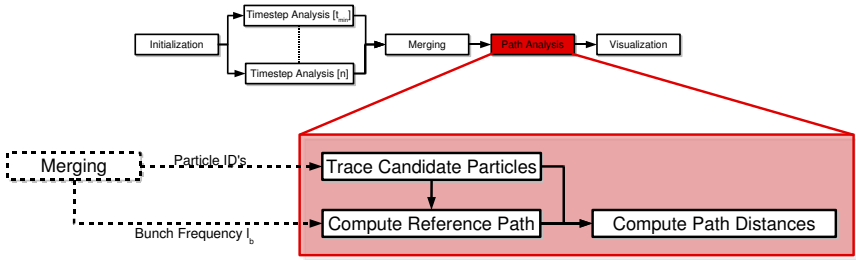 Timestep Analysis [t_min]
Initialization
Merging
Path Analysis
Visualization
Timestep Analysis [n]
Merging
Particle ID's
Trace Candidate Particles
Bunch Frequency I_b
Compute Reference Path
Compute Path Distances